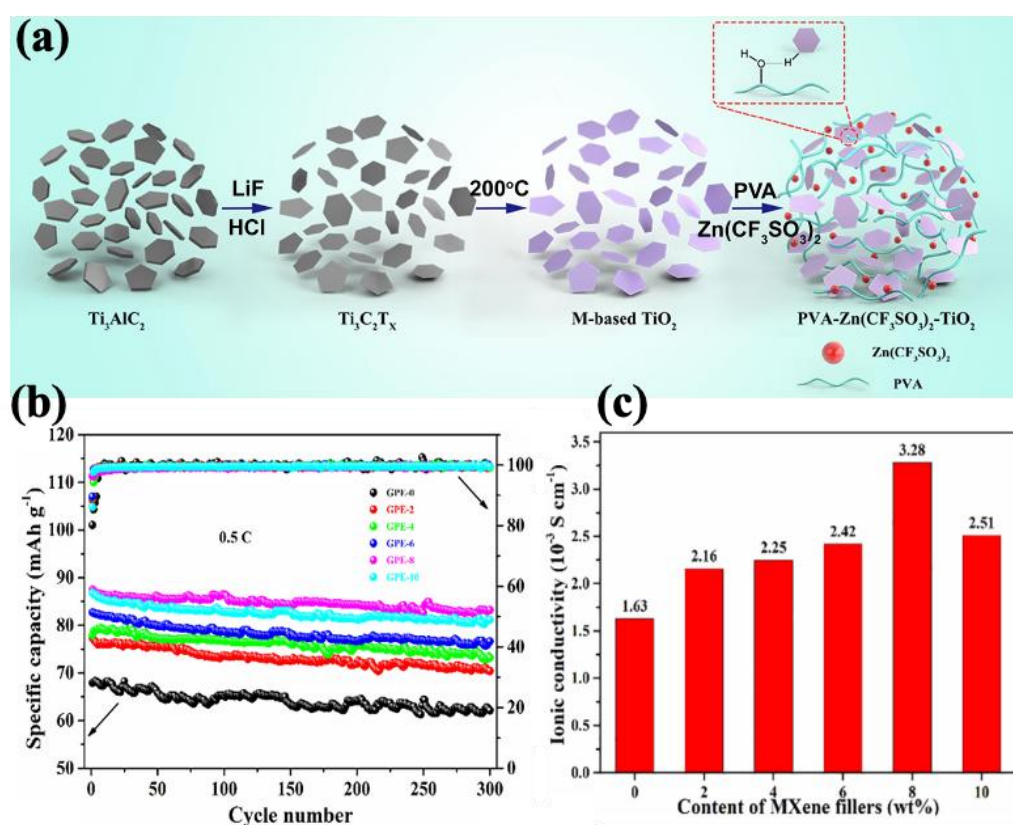 (a)
H
O
H
LiF
HCl
200°C
PVA
Zn(CF₃SO₃)₂
Ti₃AlC₂
Ti₃C₂Tₓ
M-based TiO₂
PVA-Zn(CF₃SO₃)₂-TiO₂
Zn(CF₃SO₃)₂
PVA
(b)
120
115
110
105
90
85
80
75
70
65
60
50
Specific capacity (mAh g⁻¹)
0.5 C
GPE-0
GPE-2
GPE-4
GPE-6
GPE-8
GPE-10
100
80
60
40
20
0
0
50
100
150
200
250
300
Cycle number
(c)
Ionic conductivity (10⁻³ S cm⁻¹)
3.5
3.0
2.5
2.0
1.5
1.0
0.5
0.0
1.63
2.16
2.25
2.42
3.28
2.51
0
2
4
6
8
10
Content of MXene fillers (wt%)